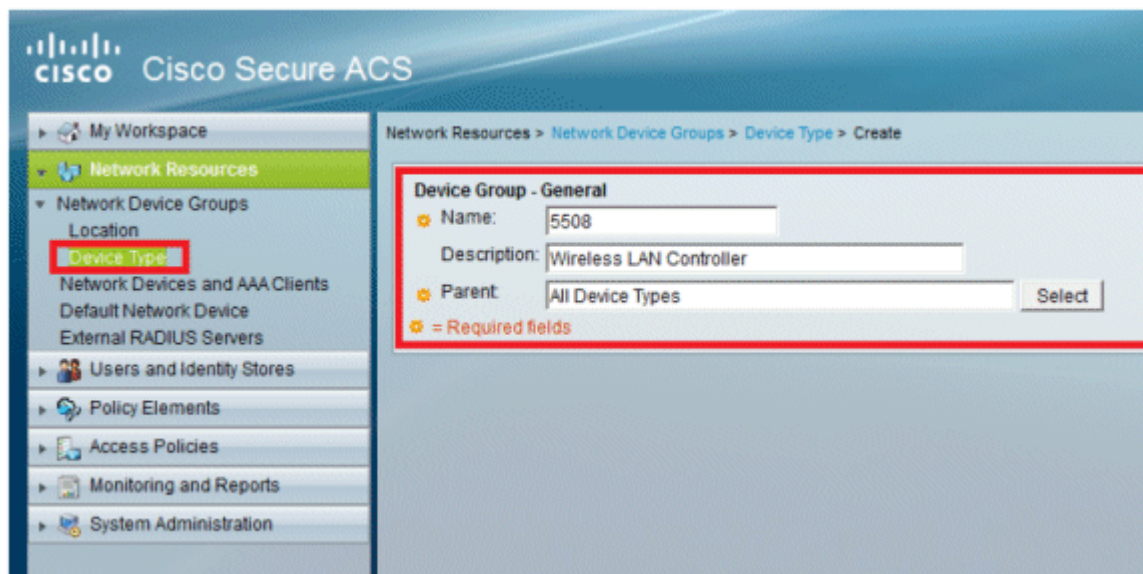 CISCO Cisco Secure ACS
My Workspace
Network Resources
Network Device Groups
Location
Device Type
Network Devices and AAA Clients
Default Network Device
External RADIUS Servers
Users and Identity Stores
Policy Elements
Access Policies
Monitoring and Reports
System Administration
Network Resources > Network Device Groups > Device Type > Create
Device Group - General
Name: 5508
Description: Wireless LAN Controller
Parent: All Device Types Select
= Required fields